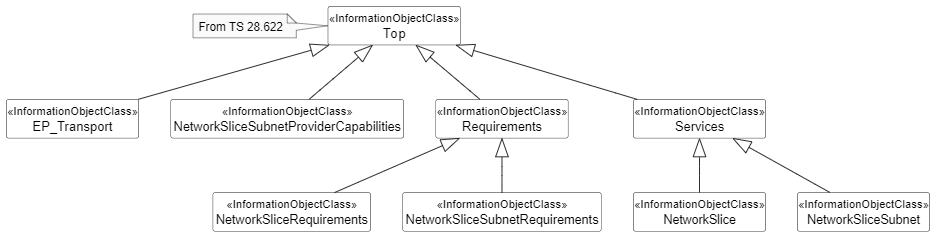 From TS 28.622
«InformationObjectClass»
Top
«InformationObjectClass»
EP_Transport
«InformationObjectClass»
NetworkSliceSubnetProviderCapabilities
«InformationObjectClass»
Requirements
«InformationObjectClass»
Services
«InformationObjectClass»
NetworkSliceRequirements
«InformationObjectClass»
NetworkSliceSubnetRequirements
«InformationObjectClass»
NetworkSlice
«InformationObjectClass»
NetworkSliceSubnet